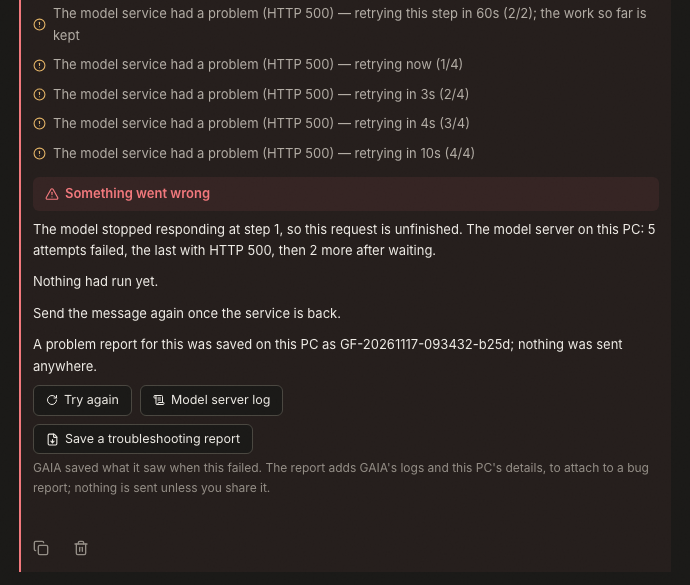 The model service had a problem (HTTP 500) — retrying this step in 60s (2/2); the work so far is
kept
The model service had a problem (HTTP 500) — retrying now (1/4)
The model service had a problem (HTTP 500) — retrying in 3s (2/4)
The model service had a problem (HTTP 500) — retrying in 4s (3/4)
The model service had a problem (HTTP 500) — retrying in 10s (4/4)
Something went wrong
The model stopped responding at step 1, so this request is unfinished. The model server on this PC: 5
attempts failed, the last with HTTP 500, then 2 more after waiting.
Nothing had run yet.
Send the message again once the service is back.
A problem report for this was saved on this PC as GF-20261117-093432-b25d; nothing was sent
anywhere.
Try again
Model server log
Save a troubleshooting report
GAIA saved what it saw when this failed. The report adds GAIA's logs and this PC's details, to attach to a bug
report; nothing is sent unless you share it.